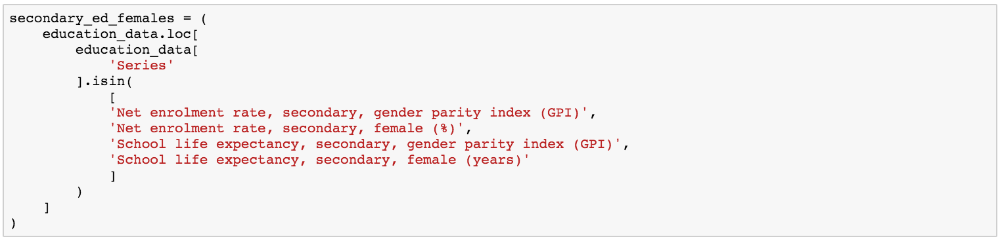 secondary_ed_females = (
    education_data.loc[
        education_data[
            'Series'
        ].isin(
            [
            'Net enrolment rate, secondary, gender parity index (GPI)',
            'Net enrolment rate, secondary, female (%)',
            'School life expectancy, secondary, gender parity index (GPI)',
            'School life expectancy, secondary, female (years)'
            ]
        )
    ]
)